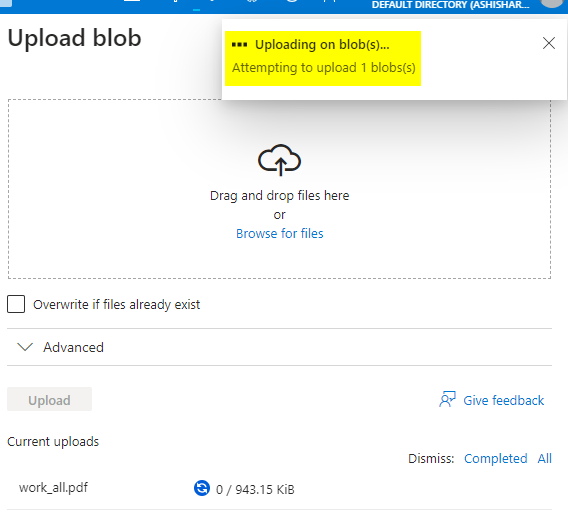 DEFAULT DIRECTORY (ASHISHAR...
Upload blob
Uploading on blob(s)...
Attempting to upload 1 blobs(s)
Drag and drop files here
or
Browse for files
Overwrite if files already exist
Advanced
Upload
Give feedback
Current uploads
Dismiss: Completed All
work_all.pdf 0 / 943.15 KiB